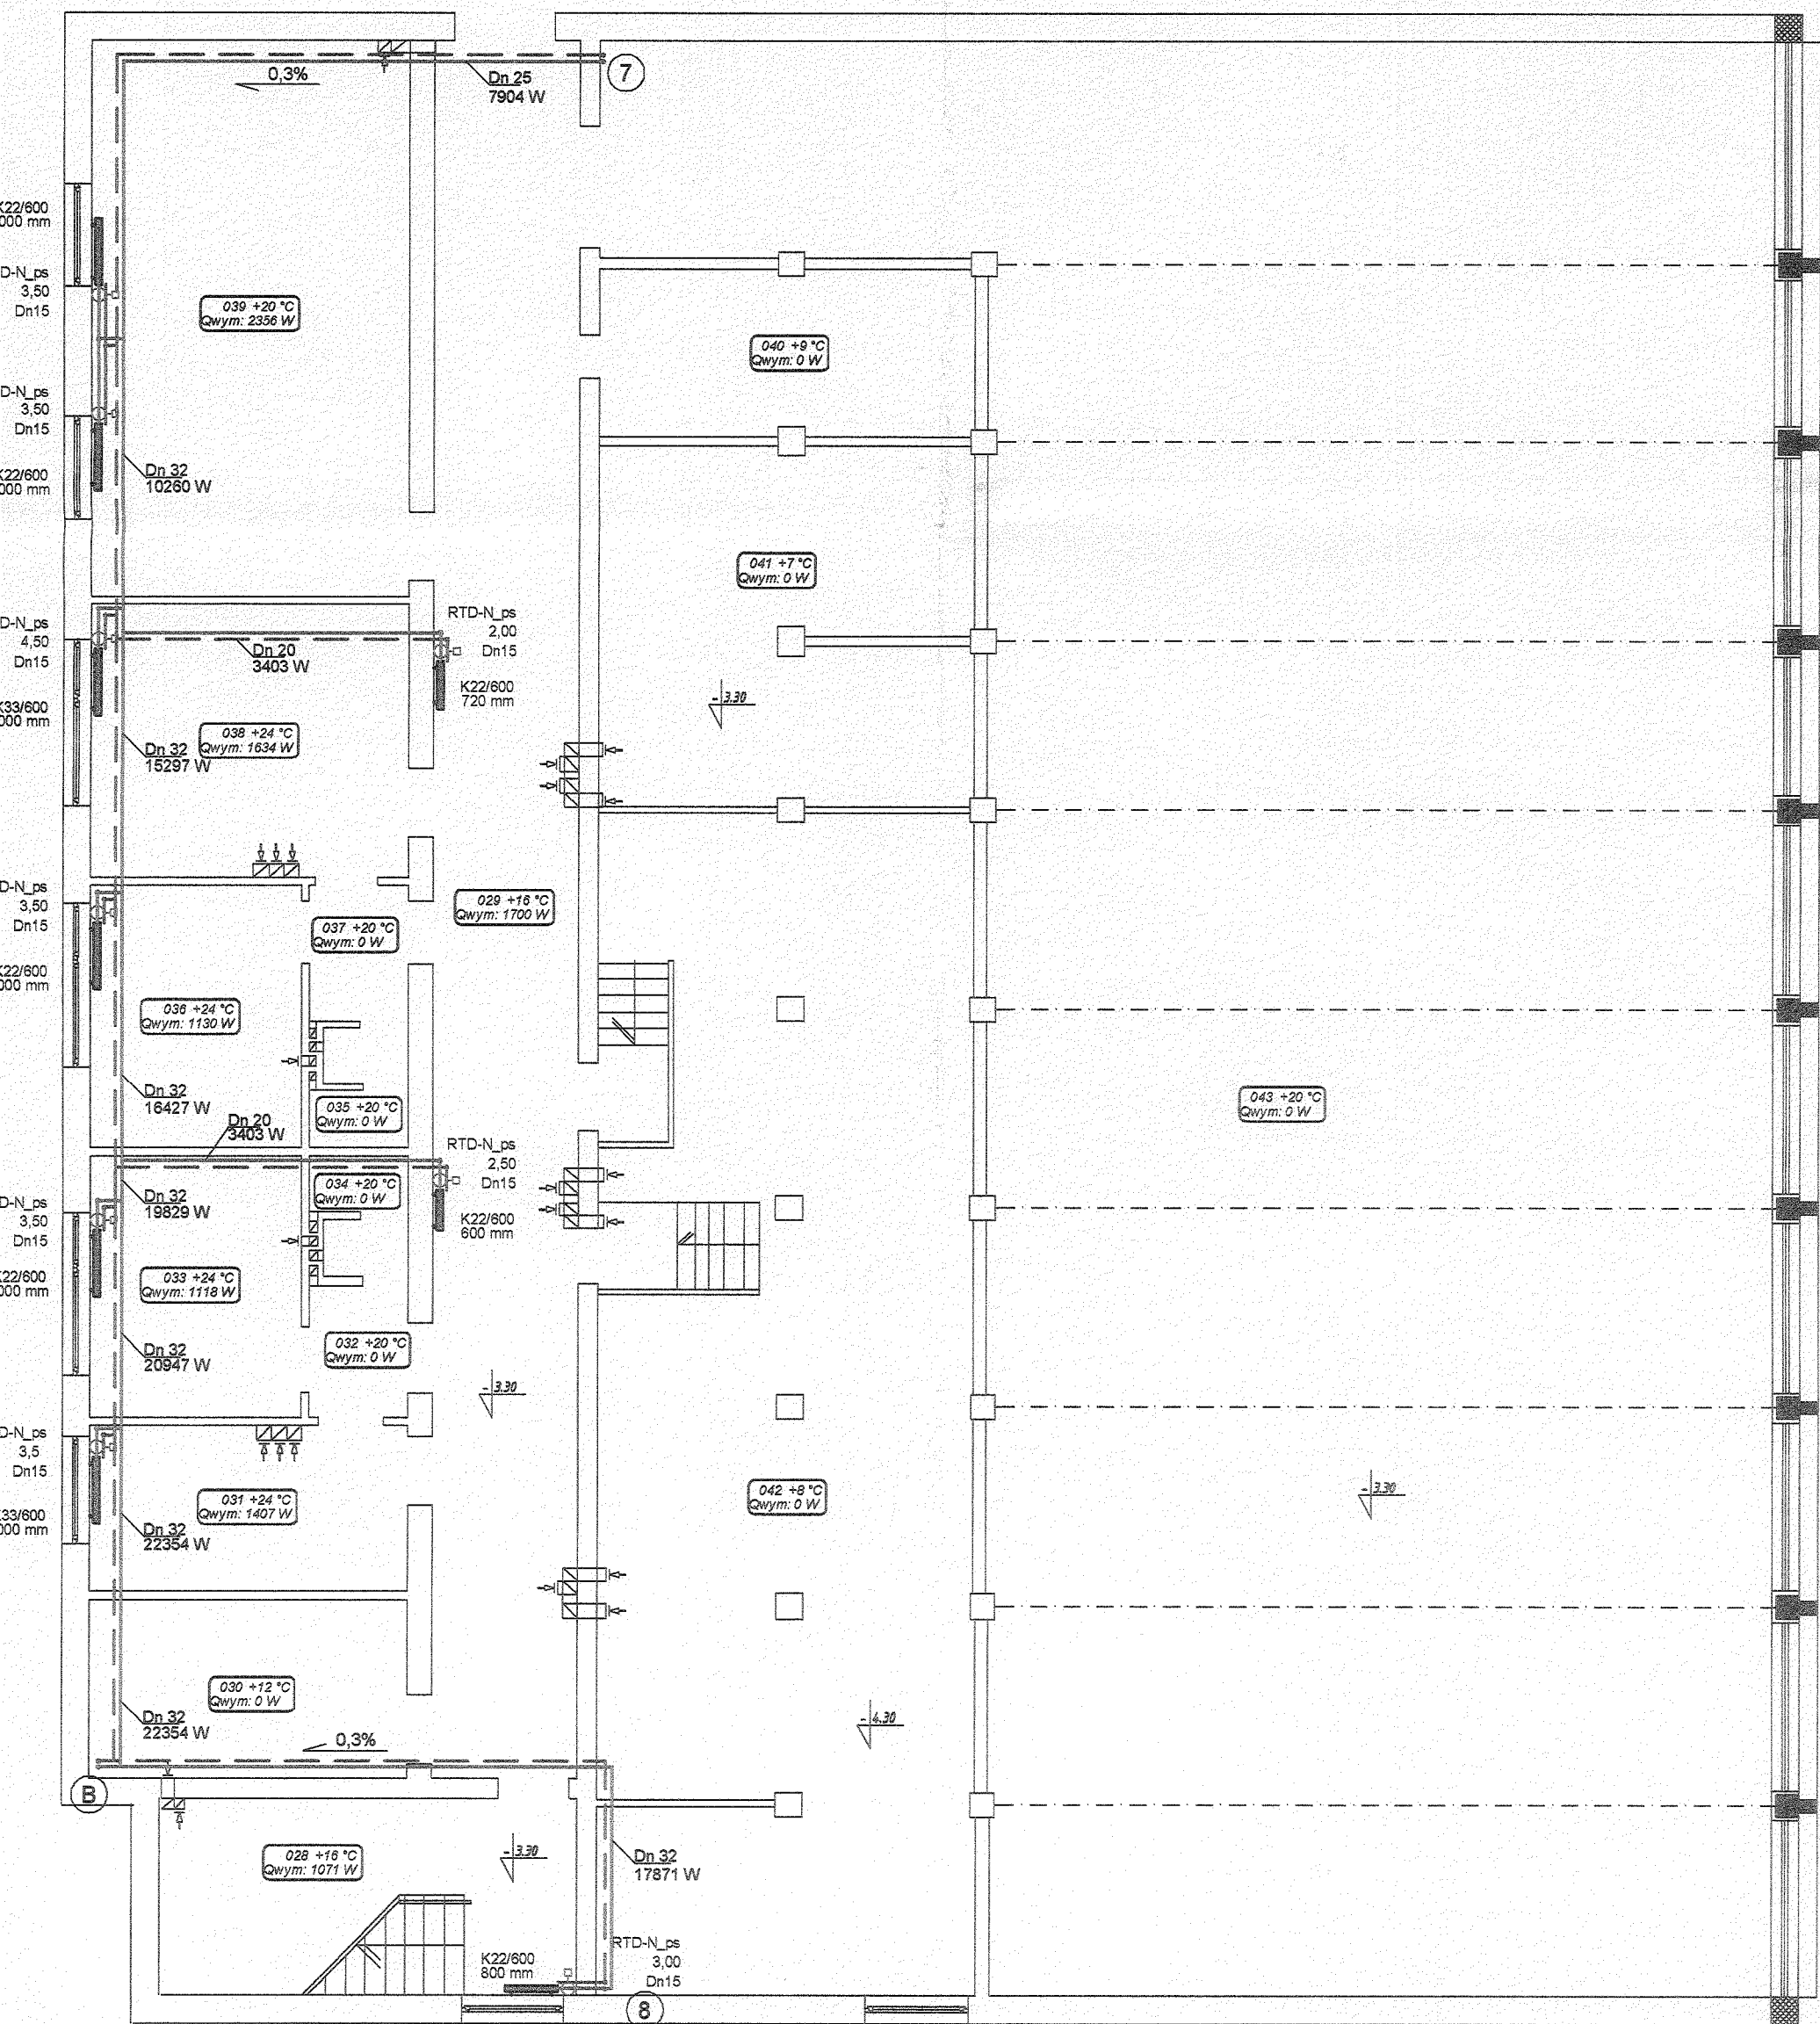 0,3%
Dn 25
7904 W
7
K22/600
000 mm
D-N_ps
3,50
Dn15
039 +20 °C
Qwym: 2356 W
040 +9 °C
Qwym: 0 W
D-N_ps
3,50
Dn15
K22/600
000 mm
Dn 32
10260 W
041 +7 °C
Qwym: 0 W
D-N_ps
4,50
Dn15
Dn 20
3403 W
RTD-N_ps
2,00
Dn15
K22/600
720 mm
K33/600
000 mm
- 3.30
038 +24 °C
Qwym: 1634 W
Dn 32
15297 W
D-N_ps
3,50
Dn15
029 +16 °C
Qwym: 1700 W
037 +20 °C
Qwym: 0 W
K22/600
000 mm
036 +24 °C
Qwym: 1130 W
Dn 32
16427 W
035 +20 °C
Qwym: 0 W
043 +20 °C
Qwym: 0 W
Dn 20
3403 W
RTD-N_ps
2,50
Dn15
K22/600
600 mm
034 +20 °C
Qwym: 0 W
Dn 32
19829 W
D-N_ps
3,50
Dn15
K22/600
000 mm
033 +24 °C
Qwym: 1118 W
032 +20 °C
Qwym: 0 W
Dn 32
20947 W
- 3.30
D-N_ps
3,5
Dn15
031 +24 °C
Qwym: 1407 W
042 +8 °C
Qwym: 0 W
- 3.30
K33/600
000 mm
Dn 32
22354 W
030 +12 °C
Qwym: 0 W
Dn 32
22354 W
0,3%
- 4.30
B
028 +16 °C
Qwym: 1071 W
- 3.30
Dn 32
17871 W
K22/600
800 mm
RTD-N_ps
3,00
Dn15
8